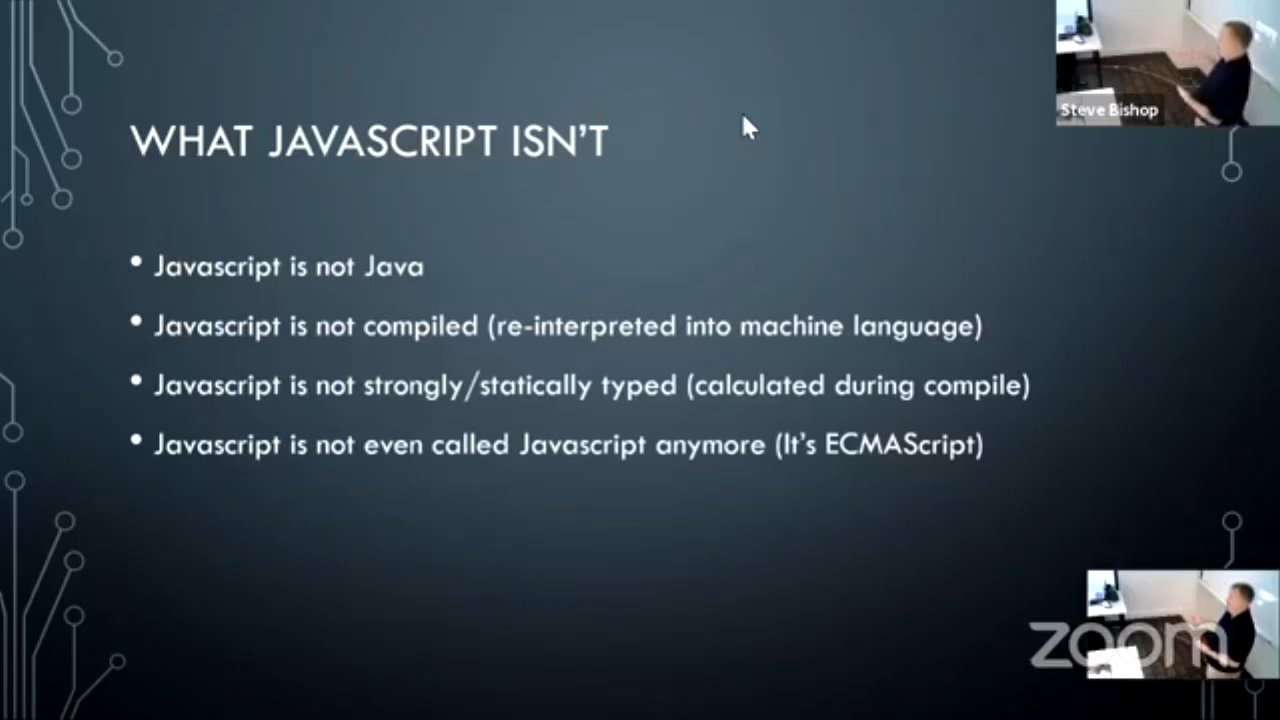 Steve Bishop
WHAT JAVASCRIPT ISN'T
• Javascript is not Java
• Javascript is not compiled (re-interpreted into machine language)
• Javascript is not strongly/statically typed (calculated during compile)
• Javascript is not even called Javascript anymore (It's ECMAScript)
zoom